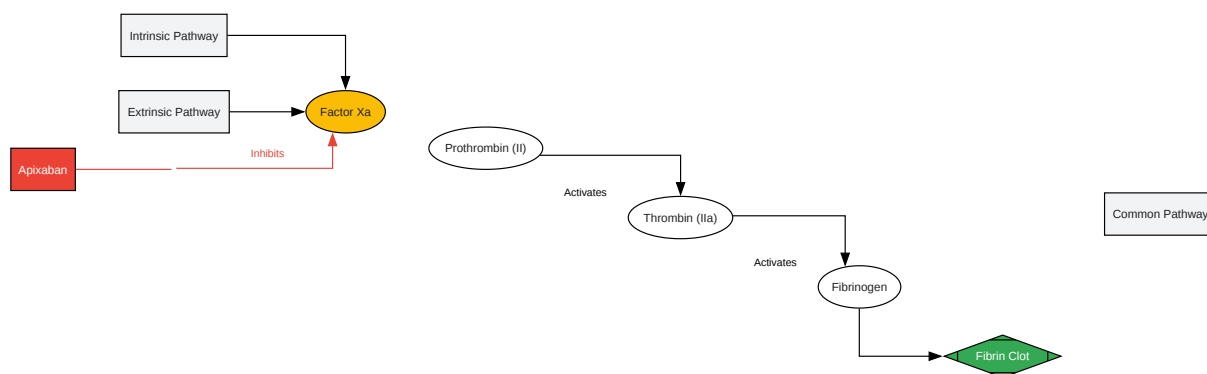 Intrinsic Pathway
Extrinsic Pathway
Factor Xa
Apixaban
Inhibits
Prothrombin (II)
Activates
Thrombin (IIa)
Common Pathway
Activates
Fibrinogen
Fibrin Clot